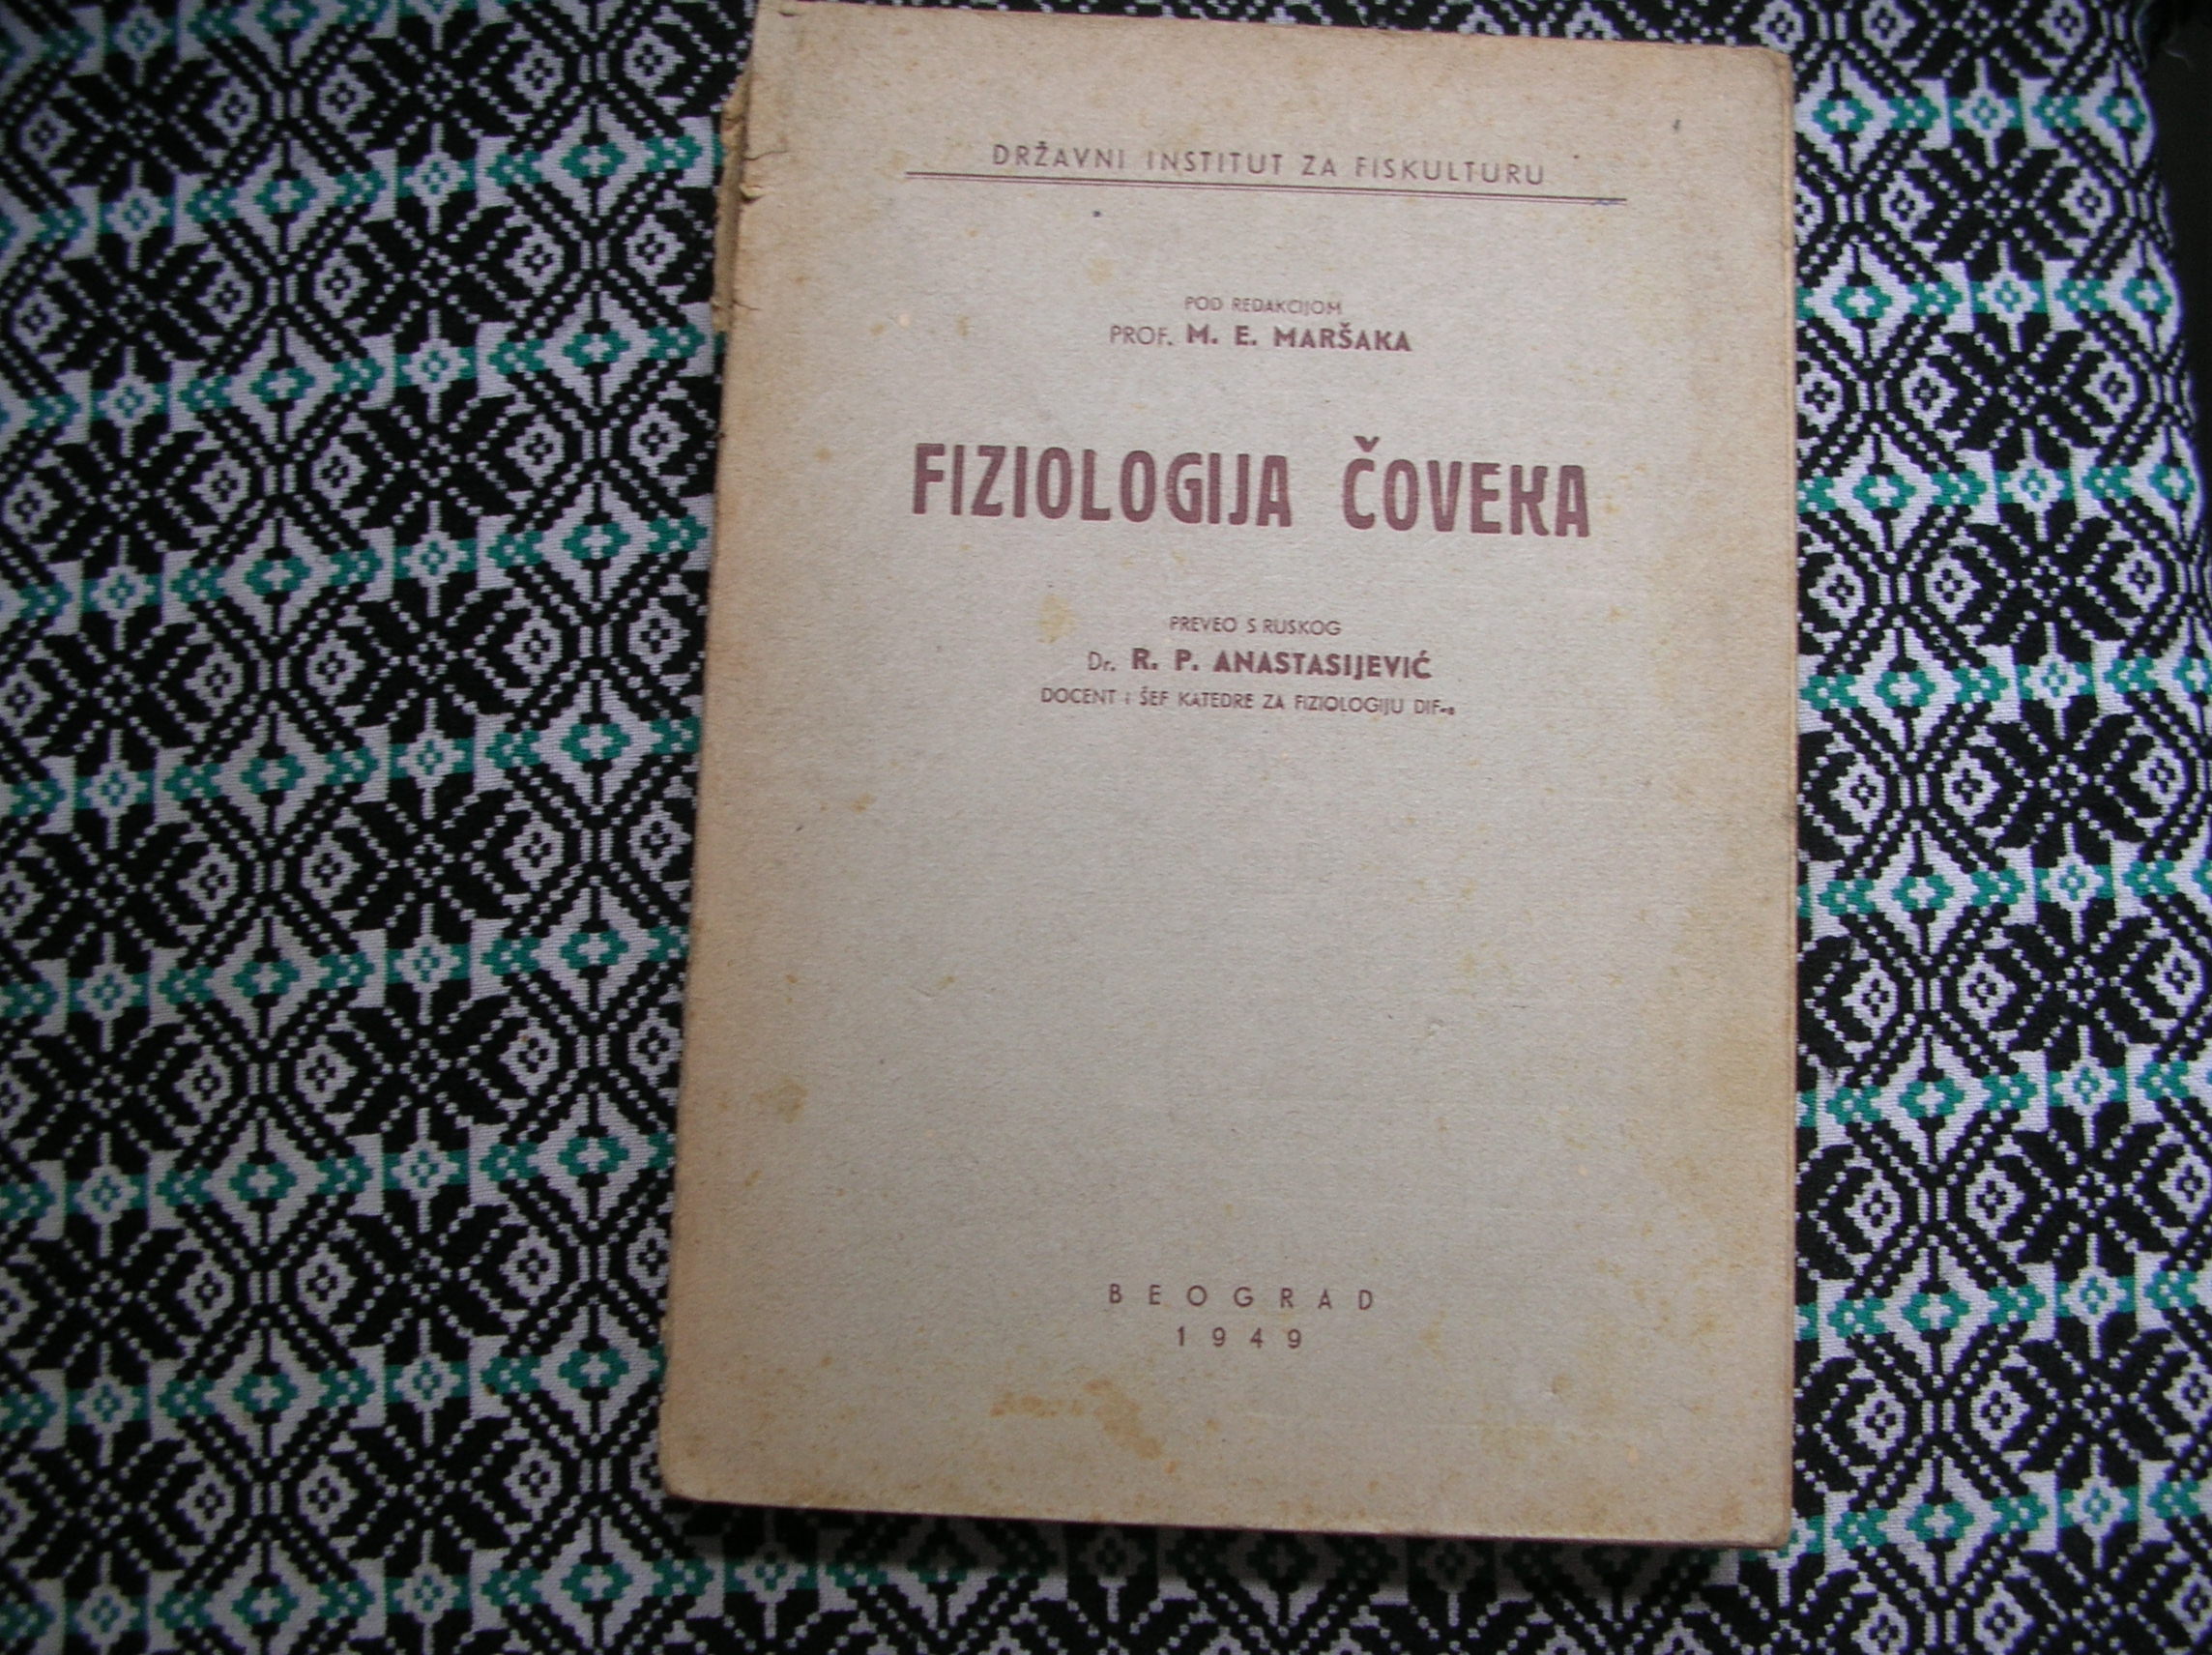 DRŽAVNI INSTITUT ZA FISKULTURU
POD REDAKCIJOM
PROF. M. E. MARŠAKA
FIZIOLOGIJA ČOVEKA
PREVEO S RUSKOG
Dr. R. P. ANASTASIJEVIĆ
DOCENT i ŠEF KATEDRE ZA FIZIOLOGIJU DIF-a
BEOGRAD
1949